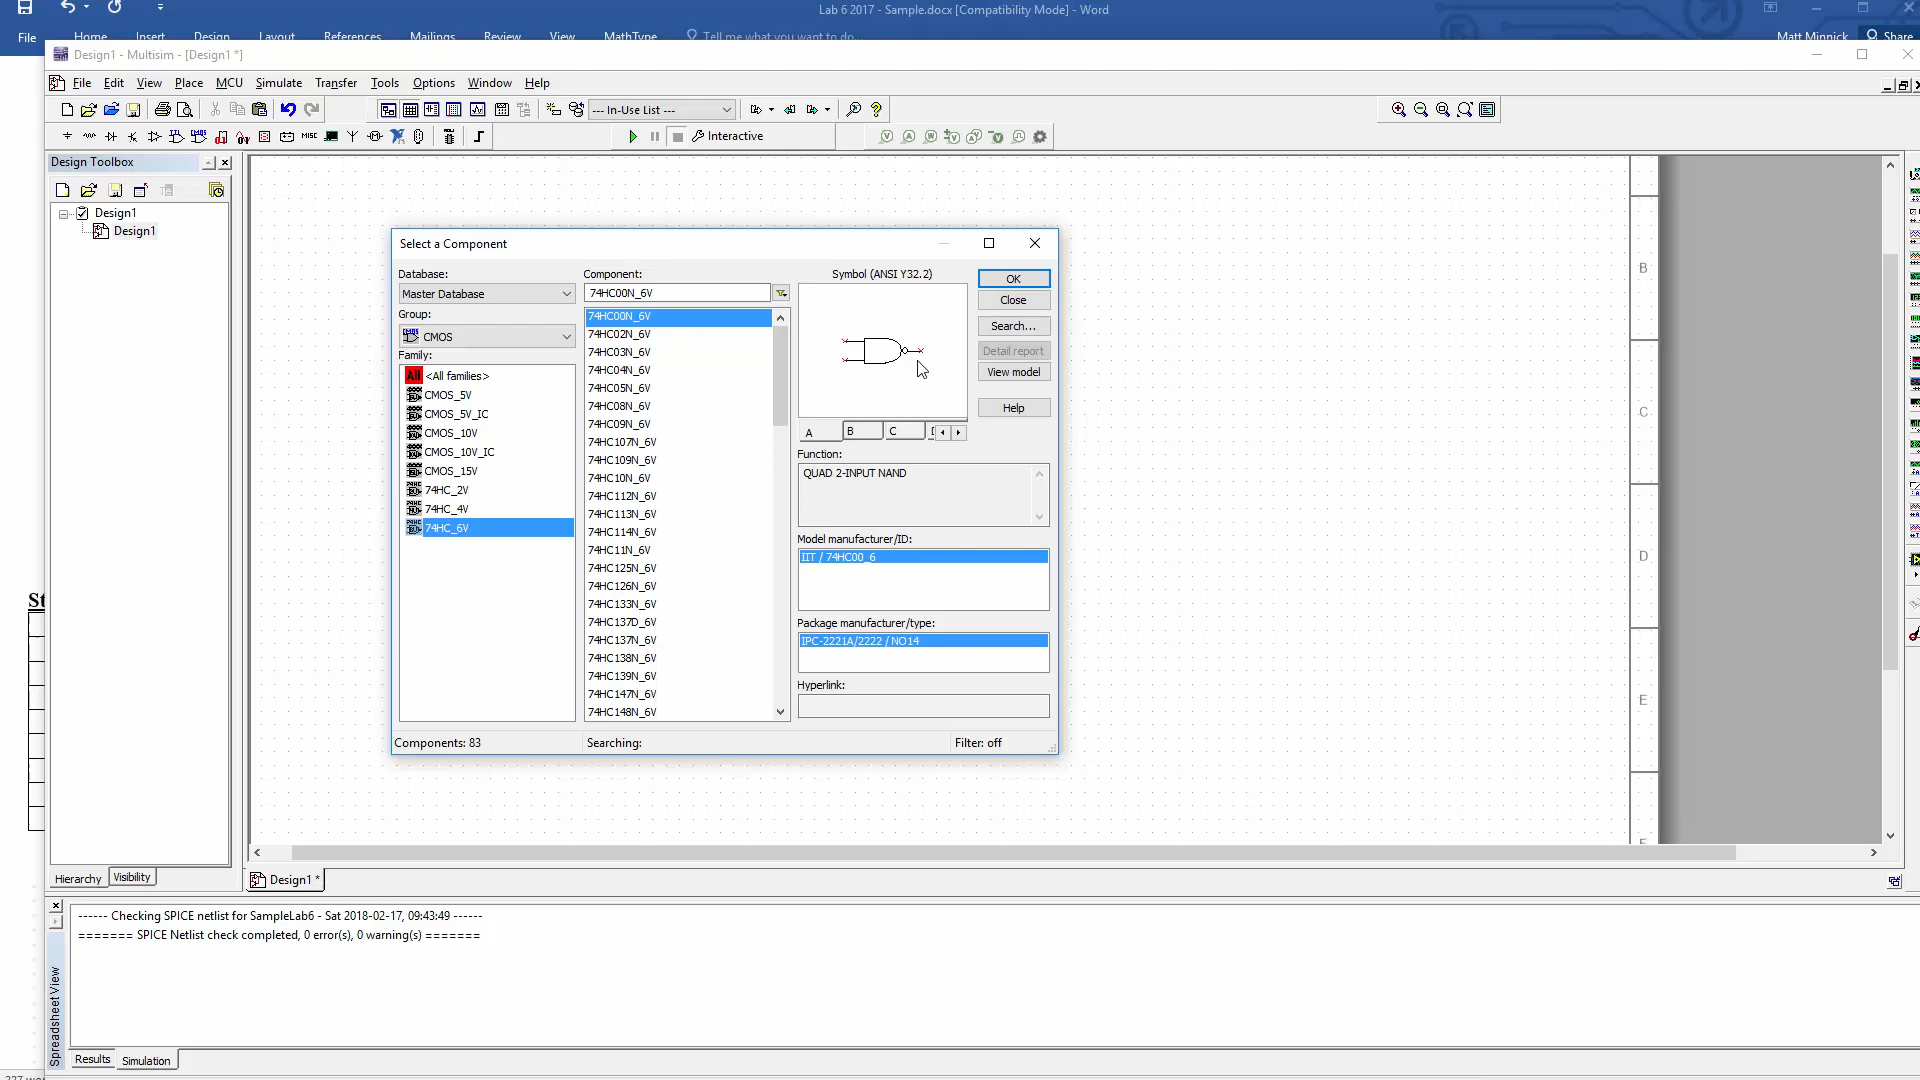 Lab 6 2017 - Sample.docx [Compatibility Mode] - Word
File Home Insert Design Layout References Mailings Review View MathType Tell me what you want to do... Matt Minnick Share
Design1 - Multisim - [Design1 *]
File Edit View Place MCU Simulate Transfer Tools Options Window Help
--- In-Use List ---
MISC Interactive
Design Toolbox
Design1
Design1
Select a Component
Database:
Master Database
Group:
CMOS
Family:
All <All families>
CMOS_5V
CMOS_5V_IC
CMOS_10V
CMOS_10V_IC
CMOS_15V
74HC_2V
74HC_4V
74HC_6V
Component:
74HC00N_6V
74HC00N_6V
74HC02N_6V
74HC03N_6V
74HC04N_6V
74HC05N_6V
74HC08N_6V
74HC09N_6V
74HC107N_6V
74HC109N_6V
74HC10N_6V
74HC112N_6V
74HC113N_6V
74HC114N_6V
74HC11N_6V
74HC125N_6V
74HC126N_6V
74HC133N_6V
74HC137D_6V
74HC137N_6V
74HC138N_6V
74HC139N_6V
74HC147N_6V
74HC148N_6V
Symbol (ANSI Y32.2)
A B C
Function:
QUAD 2-INPUT NAND
Model manufacturer/ID:
IIT / 74HC00_6
Package manufacturer/type:
IPC-2221A/2222 / NO14
Hyperlink:
OK
Close
Search...
Detail report
View model
Help
Components: 83 Searching: Filter: off
B
C
D
E
Hierarchy Visibility
Design1 *
------ Checking SPICE netlist for SampleLab6 - Sat 2018-02-17, 09:43:49 ------
======= SPICE Netlist check completed, 0 error(s), 0 warning(s) =======
Spreadsheet View
Results Simulation